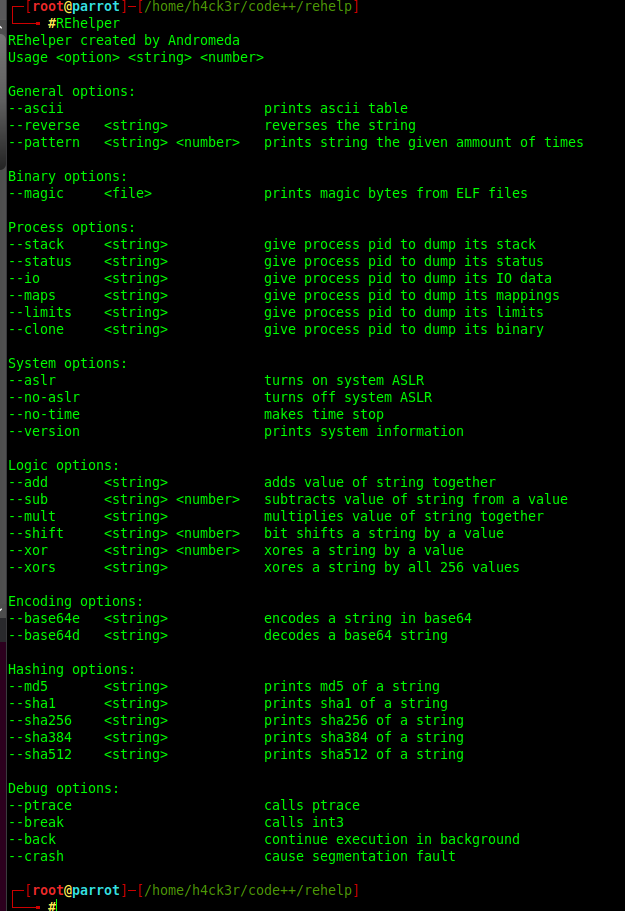 ┌─[root@parrot]─[/home/h4ck3r/code++/rehelp]
└──╼ #REhelper
REhelper created by Andromeda
Usage <option> <string> <number>

General options:
--ascii                         prints ascii table
--reverse   <string>            reverses the string
--pattern   <string> <number>   prints string the given ammount of times

Binary options:
--magic     <file>              prints magic bytes from ELF files

Process options:
--stack     <string>            give process pid to dump its stack
--status    <string>            give process pid to dump its status
--io        <string>            give process pid to dump its IO data
--maps      <string>            give process pid to dump its mappings
--limits    <string>            give process pid to dump its limits
--clone     <string>            give process pid to dump its binary

System options:
--aslr                          turns on system ASLR
--no-aslr                       turns off system ASLR
--no-time                       makes time stop
--version                       prints system information

Logic options:
--add       <string>            adds value of string together
--sub       <string> <number>   subtracts value of string from a value
--mult      <string>            multiplies value of string together
--shift     <string> <number>   bit shifts a string by a value
--xor       <string> <number>   xores a string by a value
--xors      <string>            xores a string by all 256 values

Encoding options:
--base64e   <string>            encodes a string in base64
--base64d   <string>            decodes a base64 string

Hashing options:
--md5       <string>            prints md5 of a string
--sha1      <string>            prints sha1 of a string
--sha256    <string>            prints sha256 of a string
--sha384    <string>            prints sha384 of a string
--sha512    <string>            prints sha512 of a string

Debug options:
--ptrace                        calls ptrace
--break                         calls int3
--back                          continue execution in background
--crash                         cause segmentation fault

┌─[root@parrot]─[/home/h4ck3r/code++/rehelp]
└──╼ #